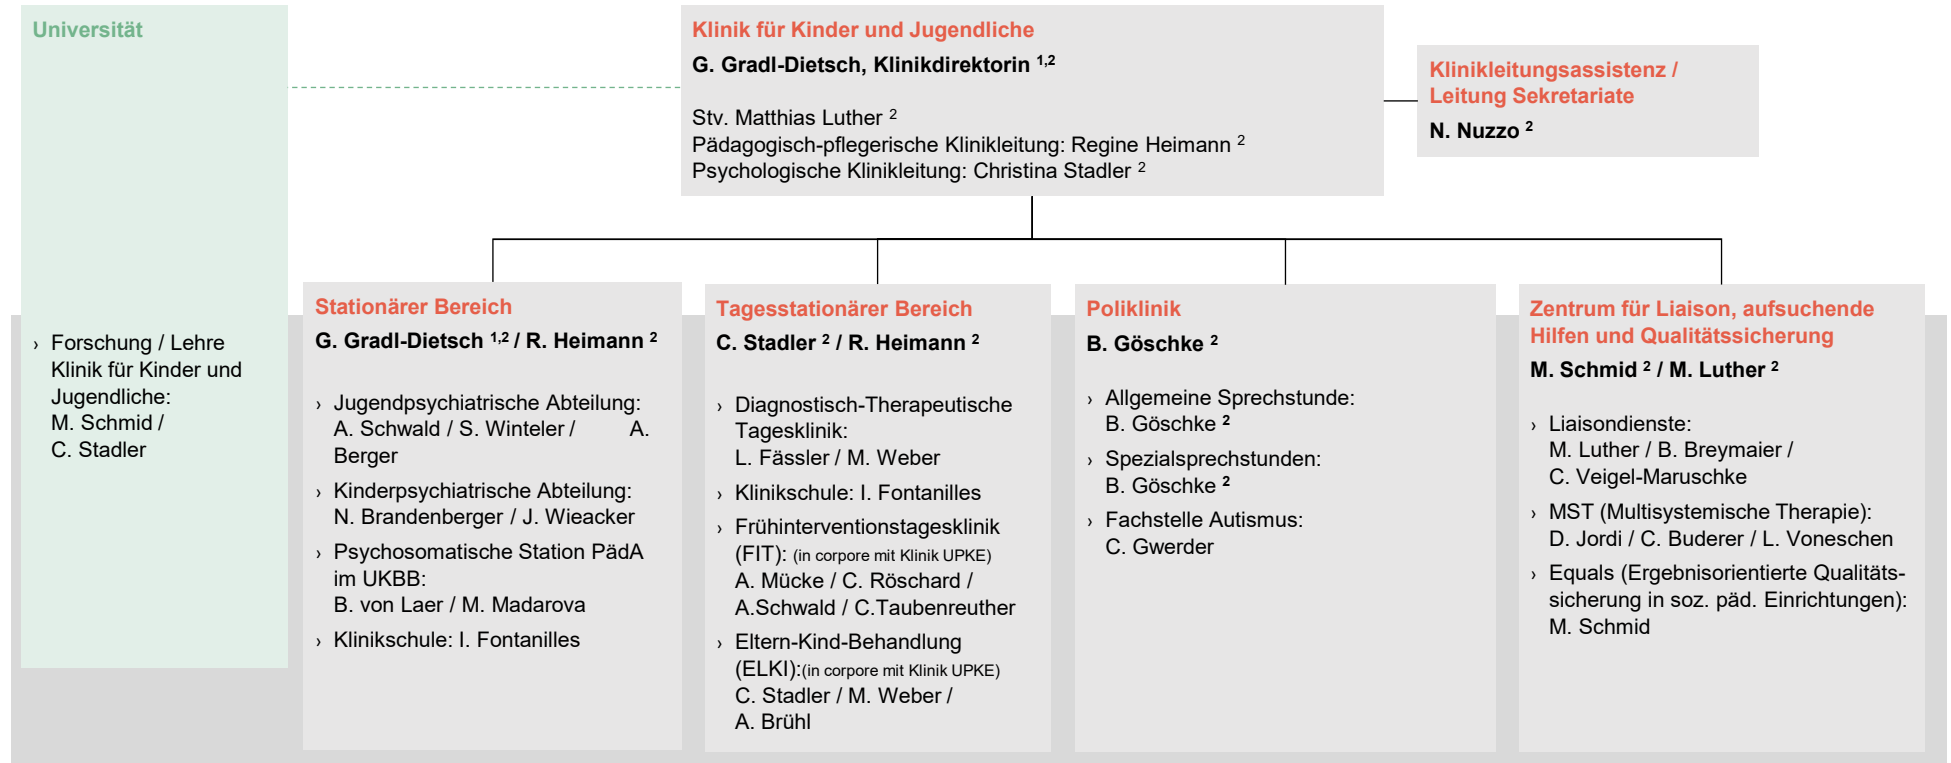 Universität
› Forschung / Lehre
Klinik für Kinder und
Jugendliche:
M. Schmid /
C. Stadler
Klinik für Kinder und Jugendliche
G. Gradl-Dietsch, Klinikdirektorin 1,2
Stv. Matthias Luther 2
Pädagogisch-pflegerische Klinikleitung: Regine Heimann 2
Psychologische Klinikleitung: Christina Stadler 2
Klinikleitungsassistenz /
Leitung Sekretariate
N. Nuzzo 2
Stationärer Bereich
G. Gradl-Dietsch 1,2 / R. Heimann 2
› Jugendpsychiatrische Abteilung:
A. Schwald / S. Winteler / A.
Berger
› Kinderpsychiatrische Abteilung:
N. Brandenberger / J. Wieacker
› Psychosomatische Station PädA
im UKBB:
B. von Laer / M. Madarova
› Klinikschule: I. Fontanilles
Tagesstationärer Bereich
C. Stadler 2 / R. Heimann 2
› Diagnostisch-Therapeutische
Tagesklinik:
L. Fässler / M. Weber
› Klinikschule: I. Fontanilles
› Frühinterventionstagesklinik
(FIT): (in corpore mit Klinik UPKE)
A. Mücke / C. Röschard /
A.Schwald / C.Taubenreuther
› Eltern-Kind-Behandlung
(ELKI):(in corpore mit Klinik UPKE)
C. Stadler / M. Weber /
A. Brühl
Poliklinik
B. Göschke 2
› Allgemeine Sprechstunde:
B. Göschke 2
› Spezialsprechstunden:
B. Göschke 2
› Fachstelle Autismus:
C. Gwerder
Zentrum für Liaison, aufsuchende
Hilfen und Qualitätssicherung
M. Schmid 2 / M. Luther 2
› Liaisondienste:
M. Luther / B. Breymaier /
C. Veigel-Maruschke
› MST (Multisystemische Therapie):
D. Jordi / C. Buderer / L. Voneschen
› Equals (Ergebnisorientierte Qualitäts-
sicherung in soz. päd. Einrichtungen):
M. Schmid